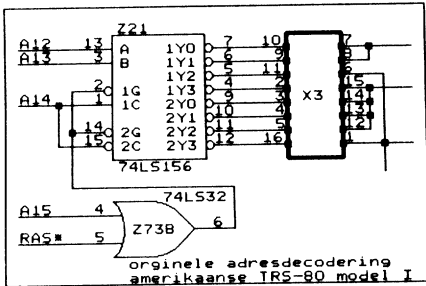 Z21
A12 13 A 1Y0 7 10 7
A13 3 B 1Y1 6 9 8
1Y2 5 11 6
2 1G 1Y3 4 2 15
A14 1 1C 2Y0 9 3 14
2Y1 10 4 13
14 2G 2Y2 11 5 12
15 2C 2Y3 12 16 1
X3
74LS156
74LS32
A15 4
Z73B 6
RAS* 5
orginele adresdecodering
amerikaanse TRS-80 model I